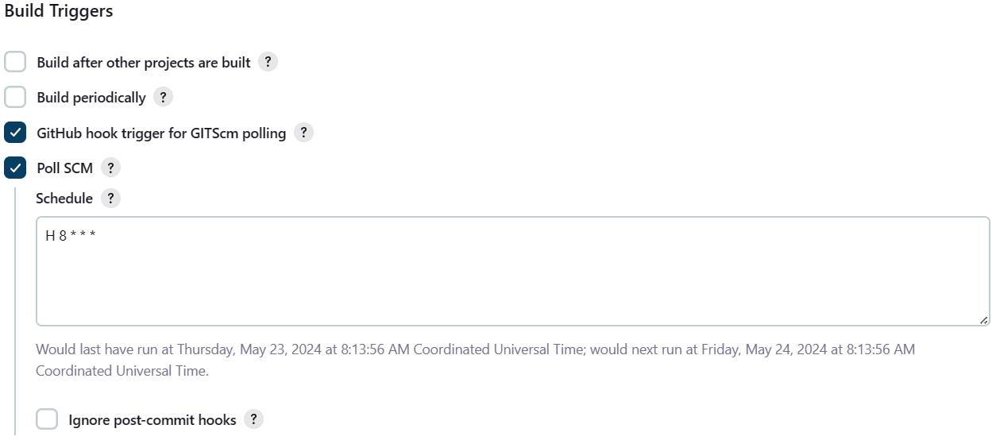 Build Triggers
Build after other projects are built ?
Build periodically ?
GitHub hook trigger for GITScm polling ?
Poll SCM ?
Schedule ?
H 8 * * *
Would last have run at Thursday, May 23, 2024 at 8:13:56 AM Coordinated Universal Time; would next run at Friday, May 24, 2024 at 8:13:56 AM
Coordinated Universal Time.
Ignore post-commit hooks ?